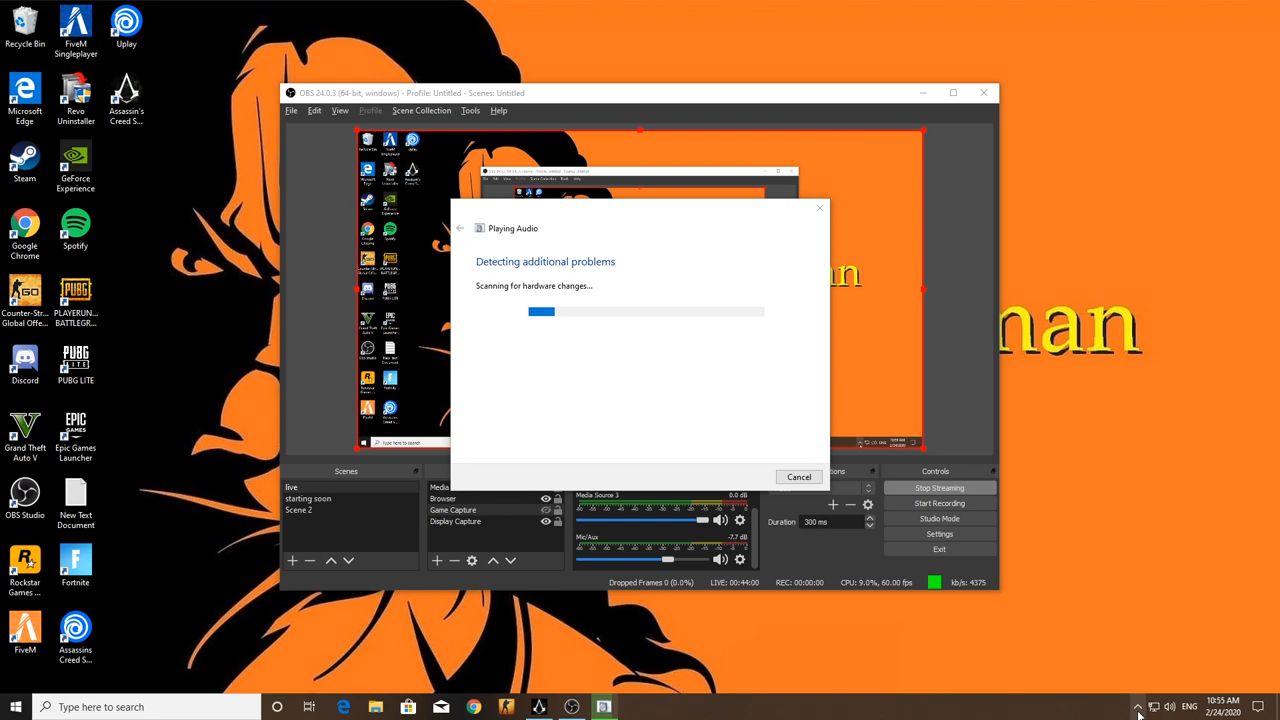 Recycle Bin
FiveM Singleplayer
Uplay
Microsoft Edge
Revo Uninstaller
Assassin's Creed S...
Steam
GeForce Experience
Google Chrome
Spotify
Counter-Str... Global Offe...
PLAYERUN... BATTLEGR...
Discord
PUBG LITE
Grand Theft Auto V
Epic Games Launcher
OBS Studio
New Text Document
Rockstar Games ...
Fortnite
FiveM
Assassins Creed S...
OBS 24.0.3 (64-bit, windows) - Profile: Untitled - Scenes: Untitled
File Edit View Profile Scene Collection Tools Help
Playing Audio
Detecting additional problems
Scanning for hardware changes...
Cancel
an
man
Scenes
live
starting soon
Scene 2
Media
Browser
Game Capture
Display Capture
Media Source 3 0.0 dB
Mic/Aux -7.7 dB
Duration 300 ms
Controls
Stop Streaming
Start Recording
Studio Mode
Settings
Exit
Dropped Frames 0 (0.0%) LIVE: 00:44:00 REC: 00:00:00 CPU: 9.0%, 60.00 fps kb/s: 4375
Type here to search
ENG
10:55 AM
2/24/2020